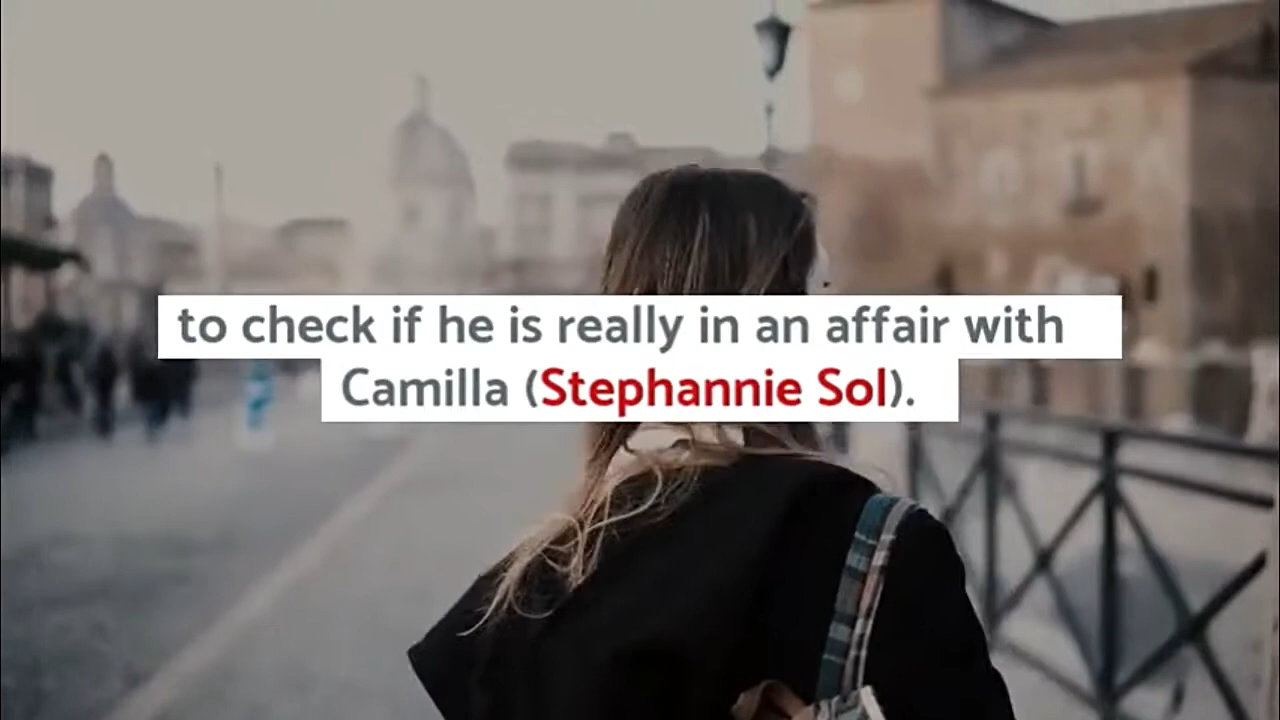 to check if he is really in an affair with
Camilla (Stephannie Sol).